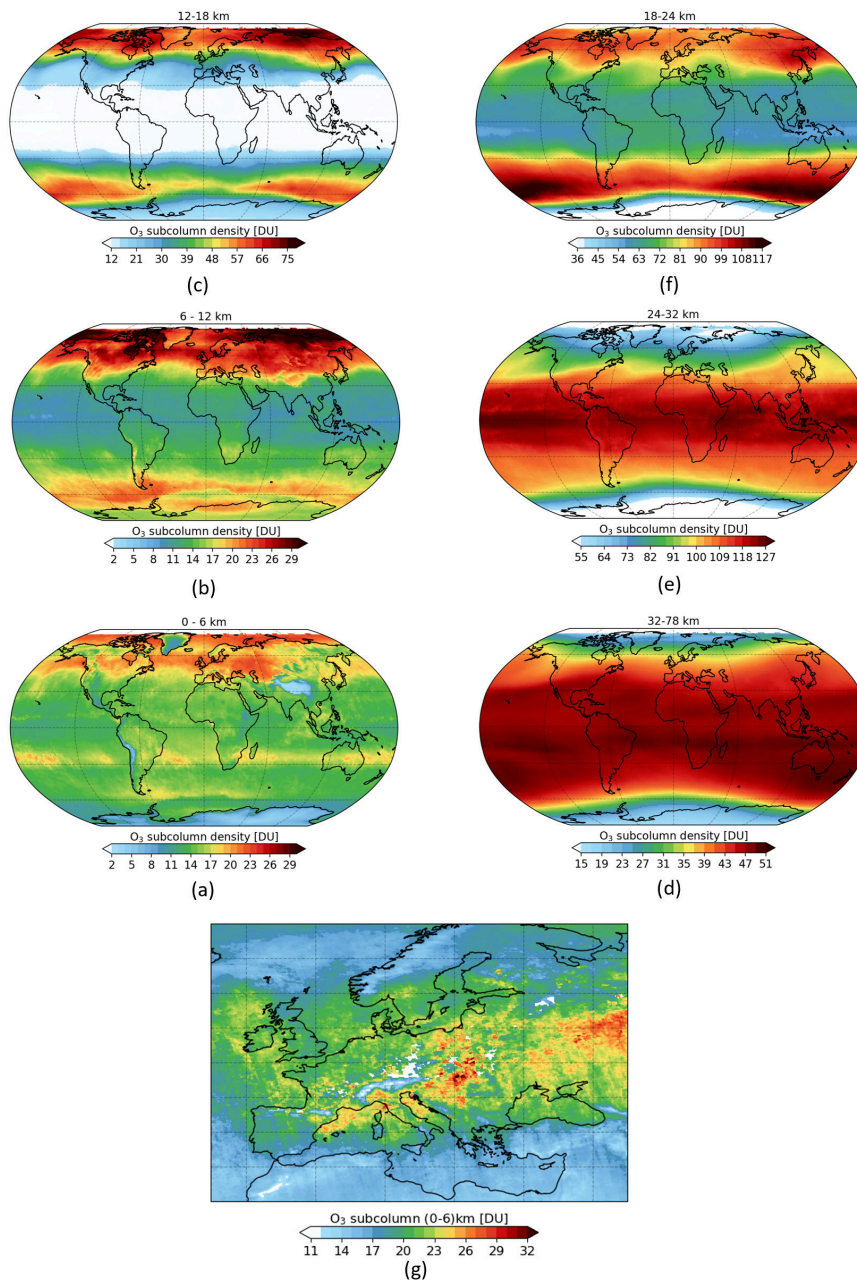 12-18 km
O₃ subcolumn density [DU]
12 21 30 39 48 57 66 75
(c)
18-24 km
O₃ subcolumn density [DU]
36 45 54 63 72 81 90 99 108 117
(f)
6 - 12 km
O₃ subcolumn density [DU]
2 5 8 11 14 17 20 23 26 29
(b)
24-32 km
O₃ subcolumn density [DU]
55 64 73 82 91 100 109 118 127
(e)
0 - 6 km
O₃ subcolumn density [DU]
2 5 8 11 14 17 20 23 26 29
(a)
32-78 km
O₃ subcolumn density [DU]
15 19 23 27 31 35 39 43 47 51
(d)
O₃ subcolumn (0-6)km [DU]
11 14 17 20 23 26 29 32
(g)